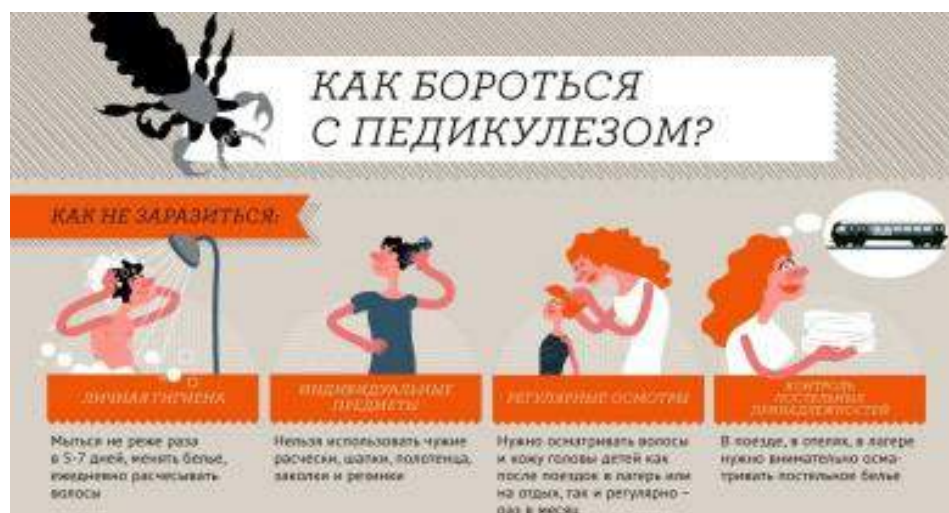 КАК БОРОТЬСЯ
С ПЕДИКУЛЕЗОМ?
КАК НЕ ЗАРАЗИТЬСЯ:
ЛИЧНАЯ ГИГИЕНА
Мыться не реже раза
в 5-7 дней, менять белье,
ежедневно расчесывать
волосы
ИНДИВИДУАЛЬНЫЕ
ПРЕДМЕТЫ
Нельзя использовать чужие
расчески, шапки, полотенца,
заколки и резинки
РЕГУЛЯРНЫЕ ОСМОТРЫ
Нужно осматривать волосы
и кожу головы детей как
после поездок в лагерь или
на отдых, так и регулярно –
раз в месяц
КОНТРОЛЬ
ПОСТЕЛЬНЫХ
ПРИНАДЛЕЖНОСТЕЙ
В поезде, в отелях, в лагере
нужно внимательно осма-
тривать постельное белье